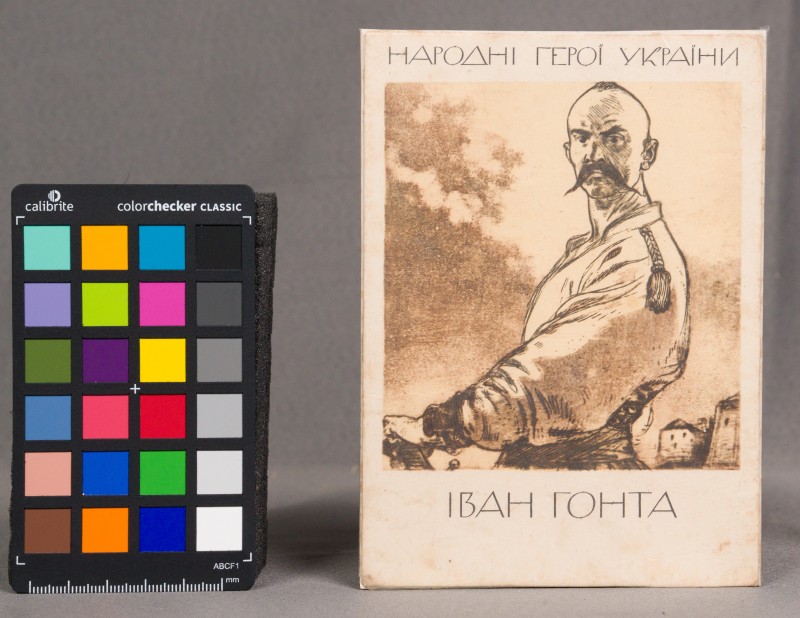 НАРОДНІ ГЕРОЇ УКРАЇНИ
ІВАН ГОНТА
calibrite
colorchecker CLASSIC
ABCF1
mm